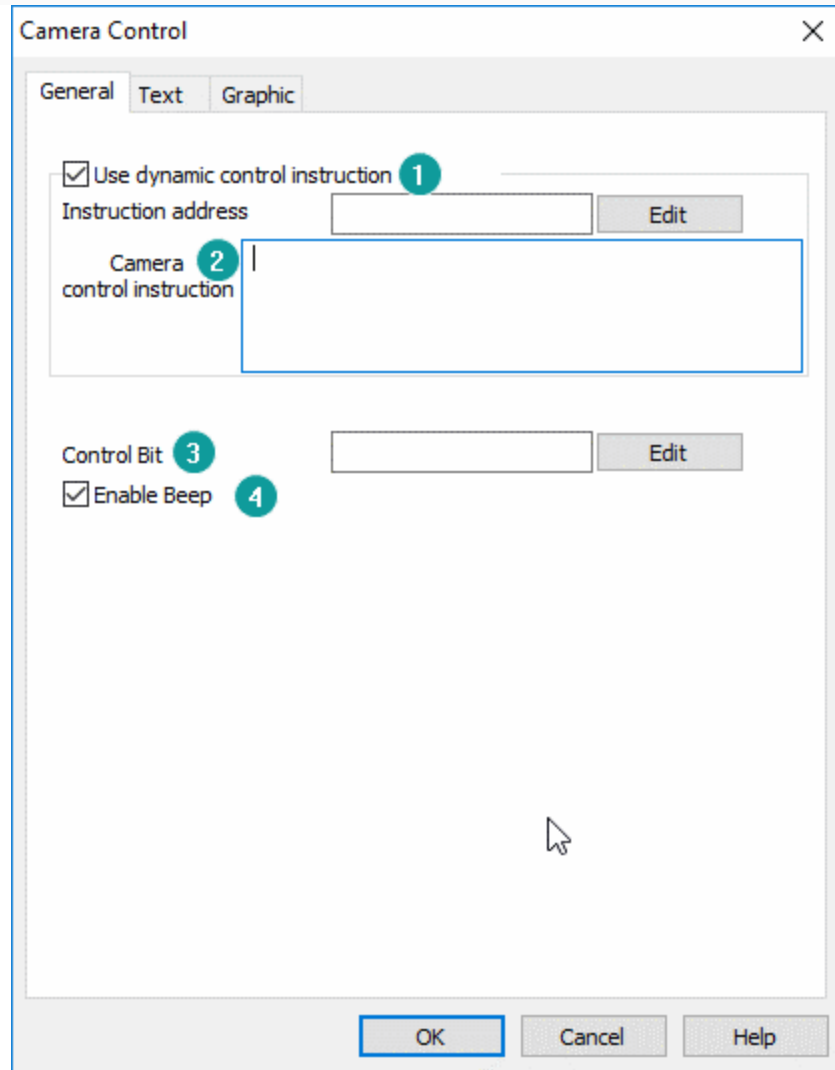 Camera Control
General Text Graphic
Use dynamic control instruction 1
Instruction address Edit
Camera 2
control instruction
Control Bit 3 Edit
Enable Beep 4
OK Cancel Help